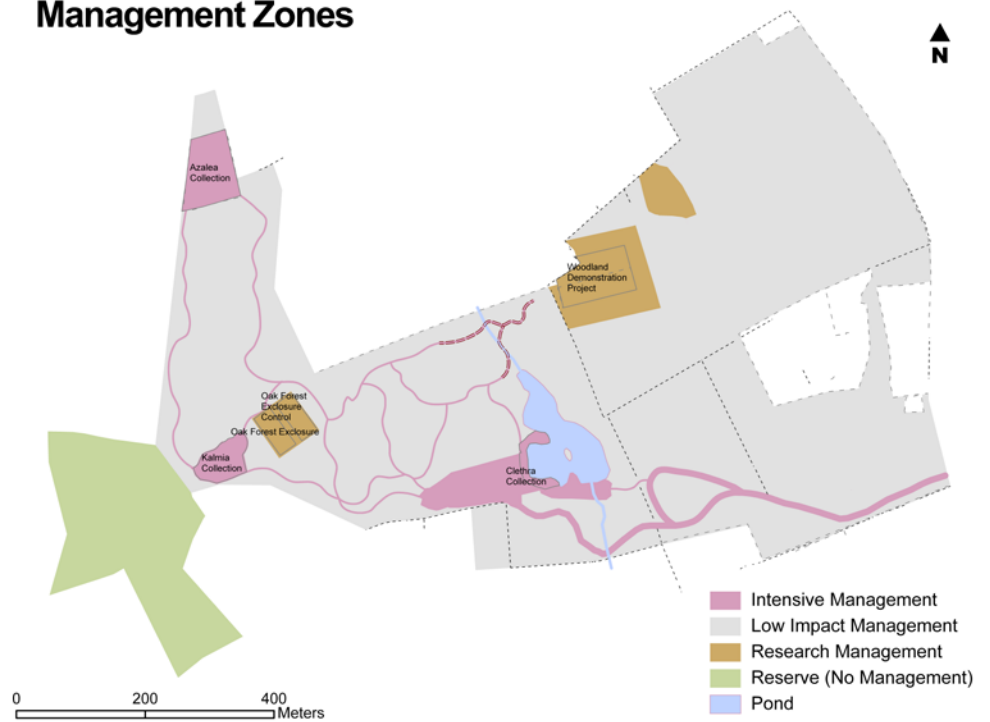 Management Zones
N
Azalea
Collection
Woodland
Demonstration
Project
Oak Forest
Exclosure
Control
Oak Forest Exclosure
Kalmia
Collection
Clethra
Collection
Intensive Management
Low Impact Management
Research Management
Reserve (No Management)
Pond
0 200 400
Meters